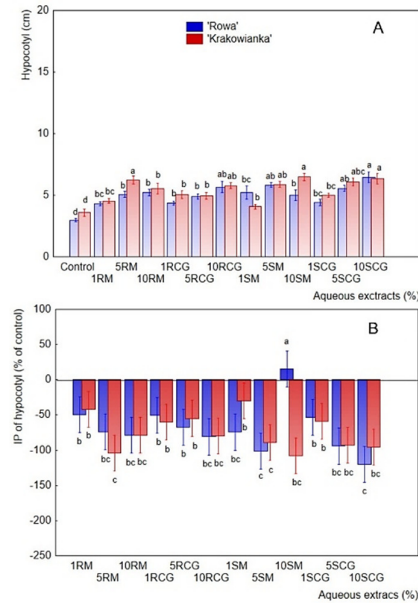 Hypocotyl (cm)
20
15
10
5
0
A
'Rowa'
'Krakowianka'
d d bc bc b a b b b b b b ab ab bc b ab ab b a bc b ab abc ab a
Control 5RM 1RCG 10RCG 5SM 1SCG 10SCG
1RM 10RM 5RCG 1SM 10SM 5SCG
Aqueous extracts (%)
IP of hypocotyl (% of control)
100
50
0
-50
-100
-150
-200
-250
B
a
b b bc c bc bc b b b bc b bc bc b c bc bc b b bc bc c bc
1RM 10RM 5RCG 1SM 10SM 5SCG
5RM 1RCG 10RCG 5SM 1SCG 10SCG
Aqueous extracs (%)